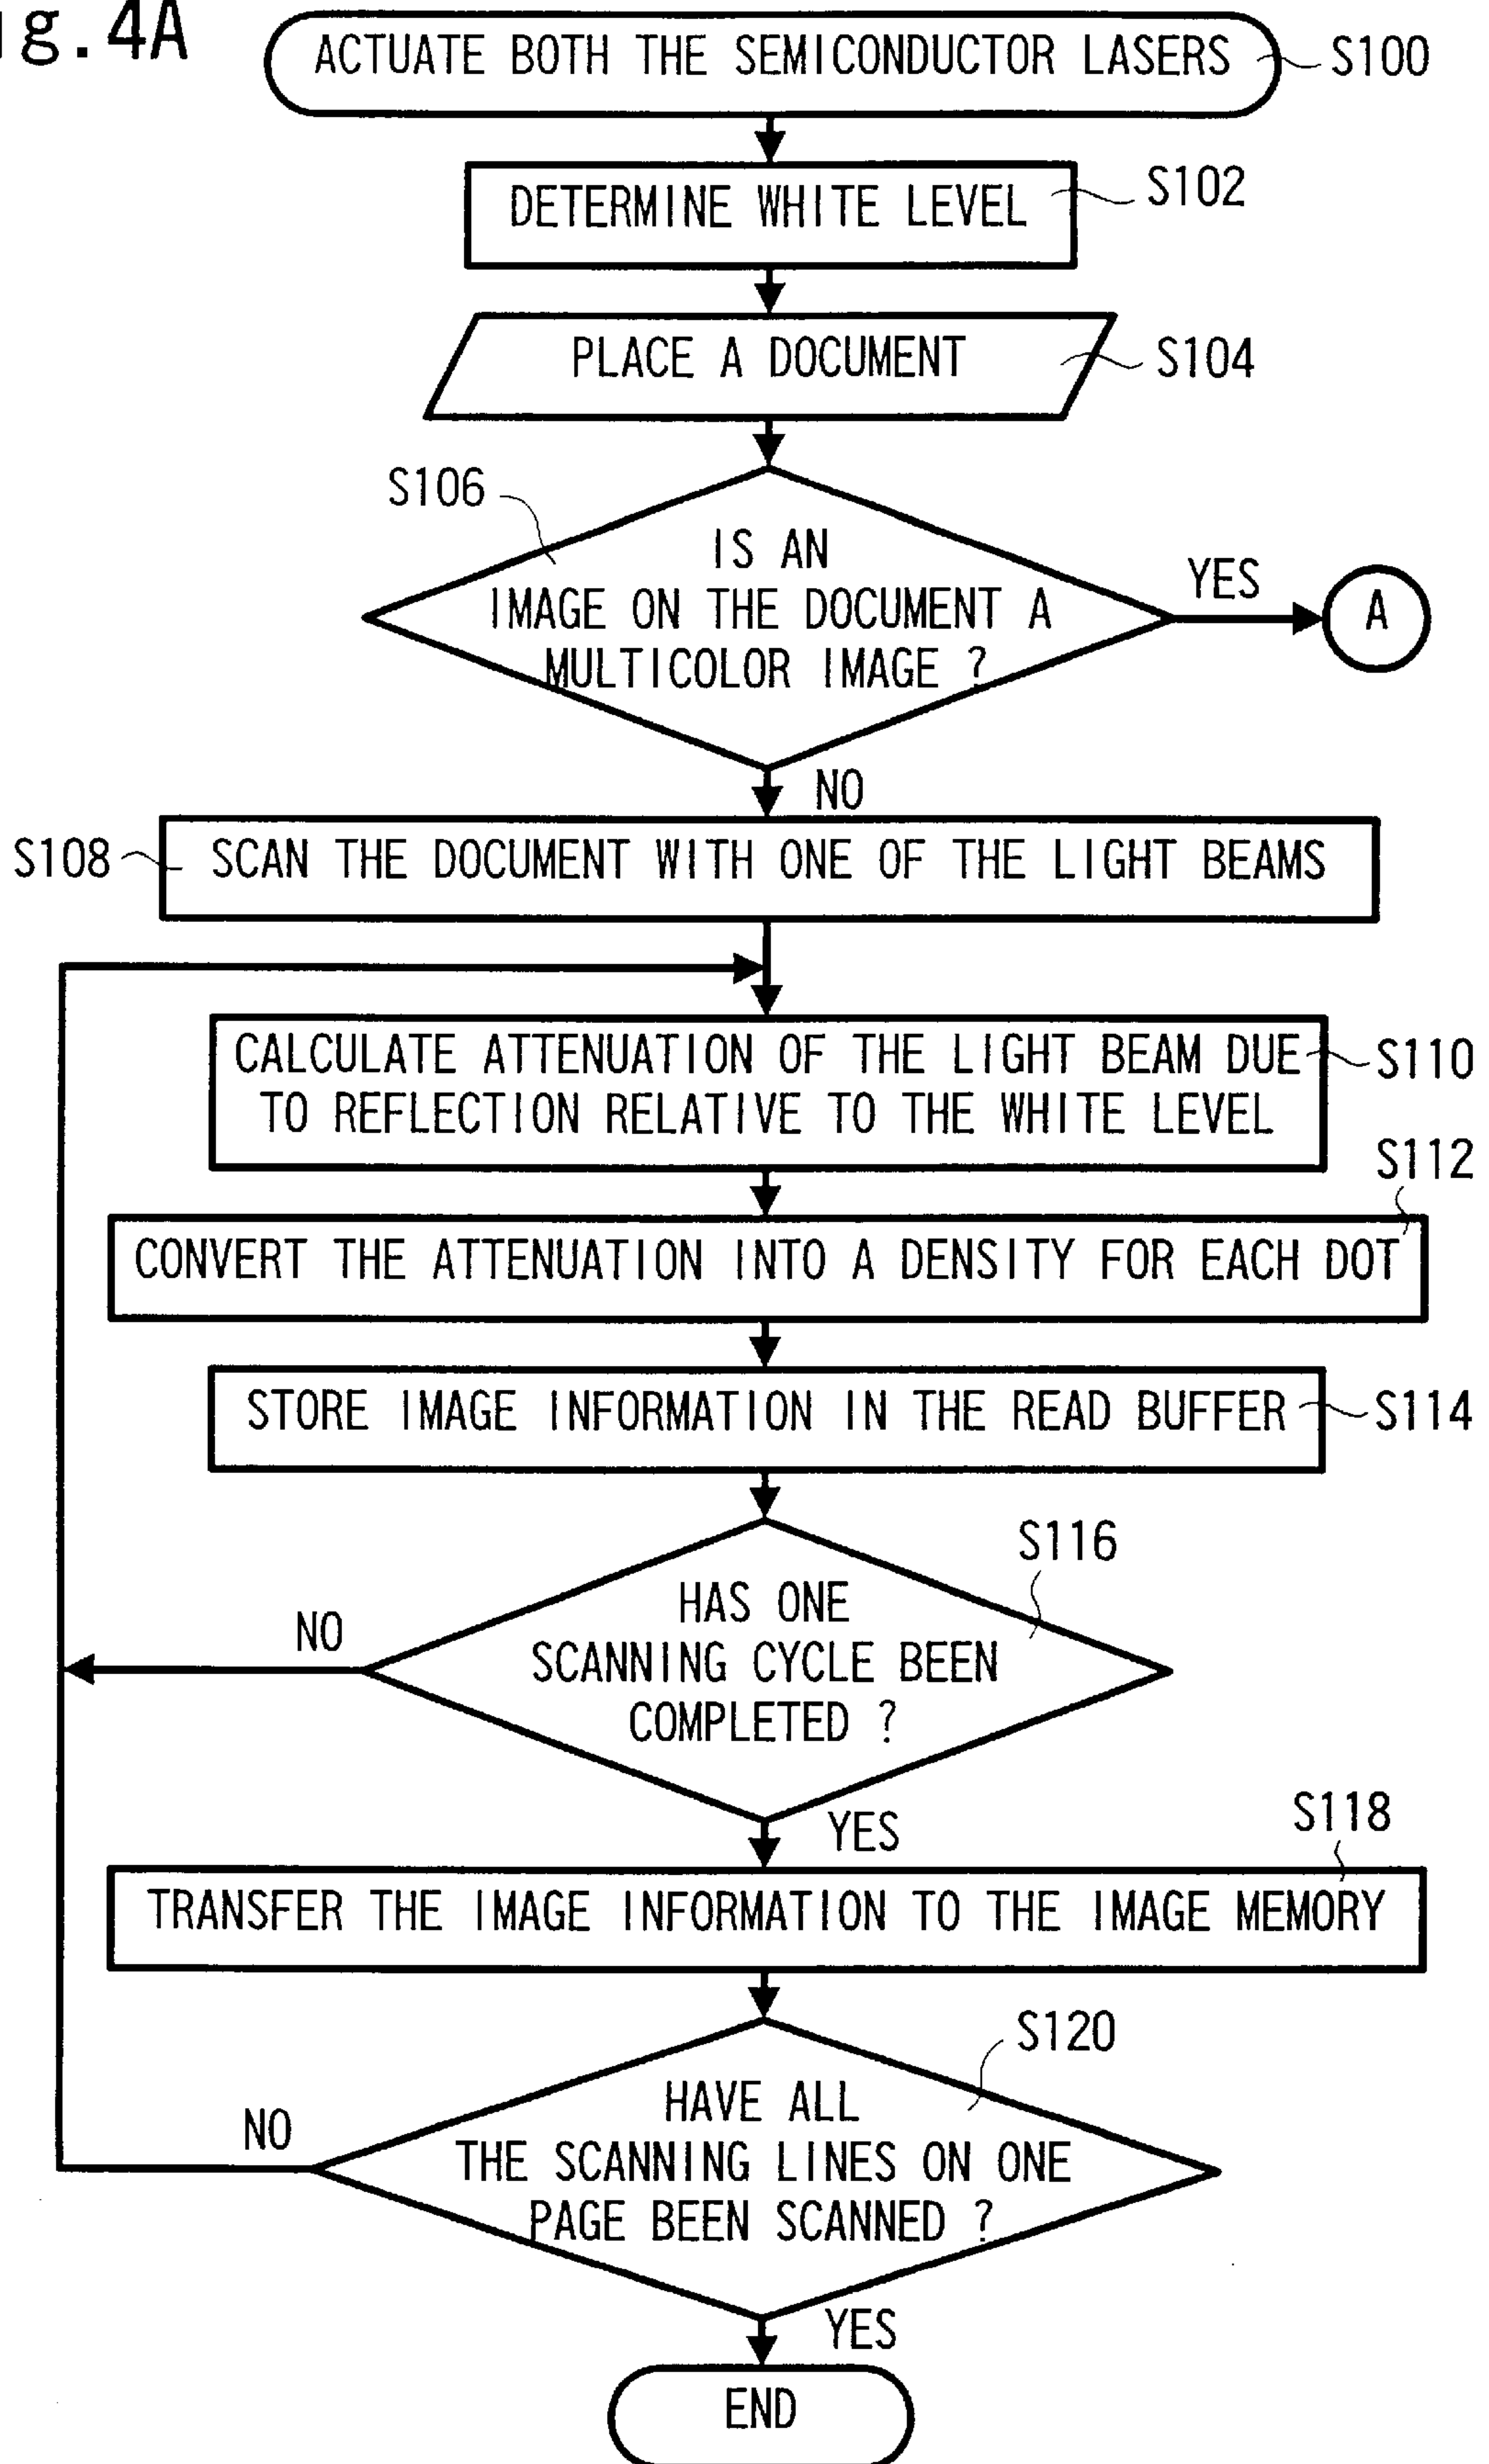 ig.4A
ACTUATE BOTH THE SEMICONDUCTOR LASERS
S100
DETERMINE WHITE LEVEL
S102
PLACE A DOCUMENT
S104
S106
IS AN
IMAGE ON THE DOCUMENT A
MULTICOLOR IMAGE ?
YES
A
NO
S108
SCAN THE DOCUMENT WITH ONE OF THE LIGHT BEAMS
CALCULATE ATTENUATION OF THE LIGHT BEAM DUE
TO REFLECTION RELATIVE TO THE WHITE LEVEL
S110
S112
CONVERT THE ATTENUATION INTO A DENSITY FOR EACH DOT
STORE IMAGE INFORMATION IN THE READ BUFFER
S114
S116
HAS ONE
SCANNING CYCLE BEEN
COMPLETED ?
NO
YES
S118
TRANSFER THE IMAGE INFORMATION TO THE IMAGE MEMORY
S120
HAVE ALL
THE SCANNING LINES ON ONE
PAGE BEEN SCANNED ?
NO
YES
END